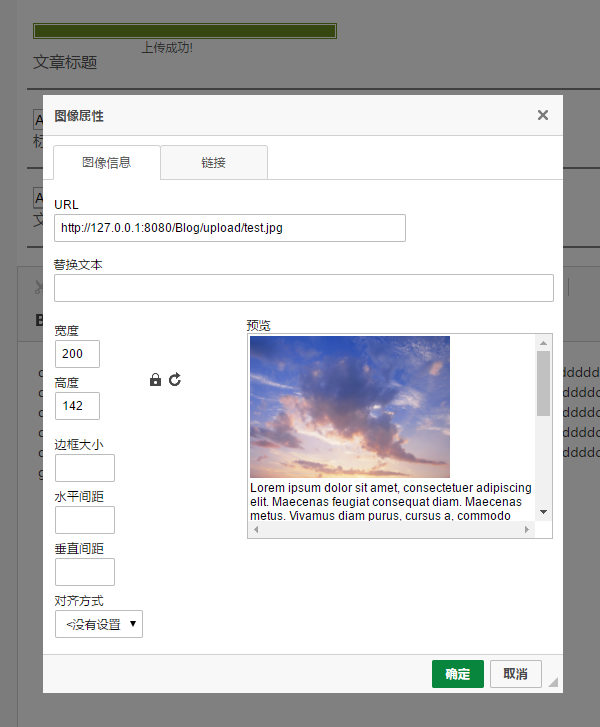 上传成功!
文章标题
图像属性
图像信息
链接
URL
http://127.0.0.1:8080/Blog/upload/test.jpg
替换文本
宽度
200
高度
142
边框大小
水平间距
垂直间距
对齐方式
<没有设置
预览
Lorem ipsum dolor sit amet, consectetuer adipiscing
elit. Maecenas feugiat consequat diam. Maecenas
metus. Vivamus diam purus, cursus a, commodo
确定
取消